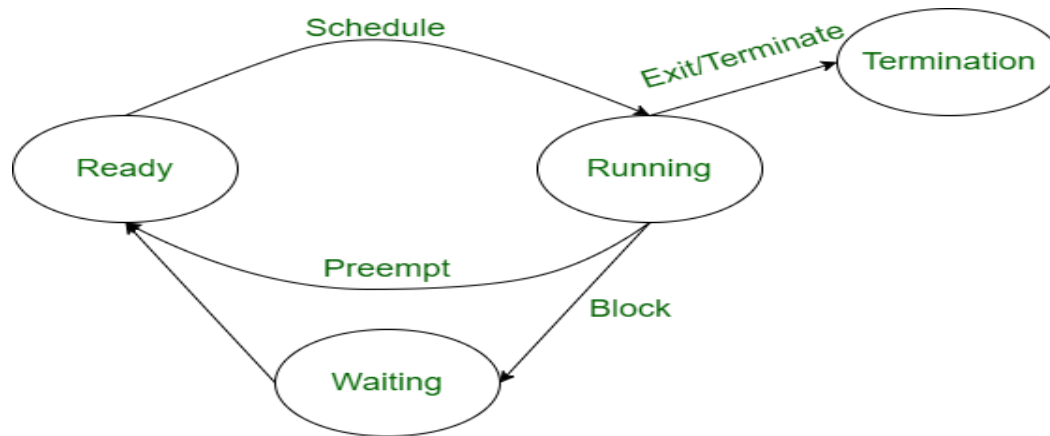 Schedule
Exit/Terminate
Termination
Ready
Running
Preempt
Block
Waiting